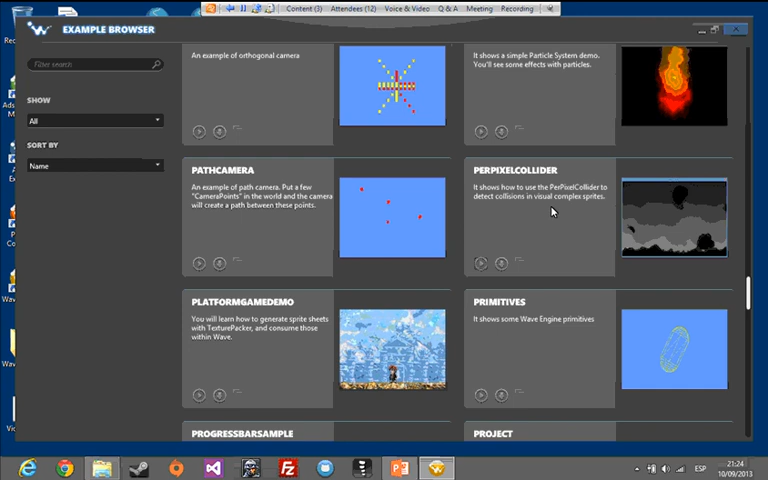 Content (3) Attendees (12) Voice & Video Q & A Meeting Recording
EXAMPLE BROWSER
Filter search
SHOW
All
SORT BY
Name
An example of orthogonal camera
It shows a simple Particle System demo.
You'll see some effects with particles.
PATHCAMERA
An example of path camera. Put a few
"CameraPoints" in the world and the camera
will create a path between these points.
PERPIXELCOLLIDER
It shows how to use the PerPixelCollider to
detect collisions in visual complex sprites.
PLATFORMGAMEDEMO
You will learn how to generate sprite sheets
with TexturePacker, and consume those
within Wave.
PRIMITIVES
It shows some Wave Engine primitives
PROGRESSBARSAMPLE
PROJECT
ESP
21:24
10/09/2013